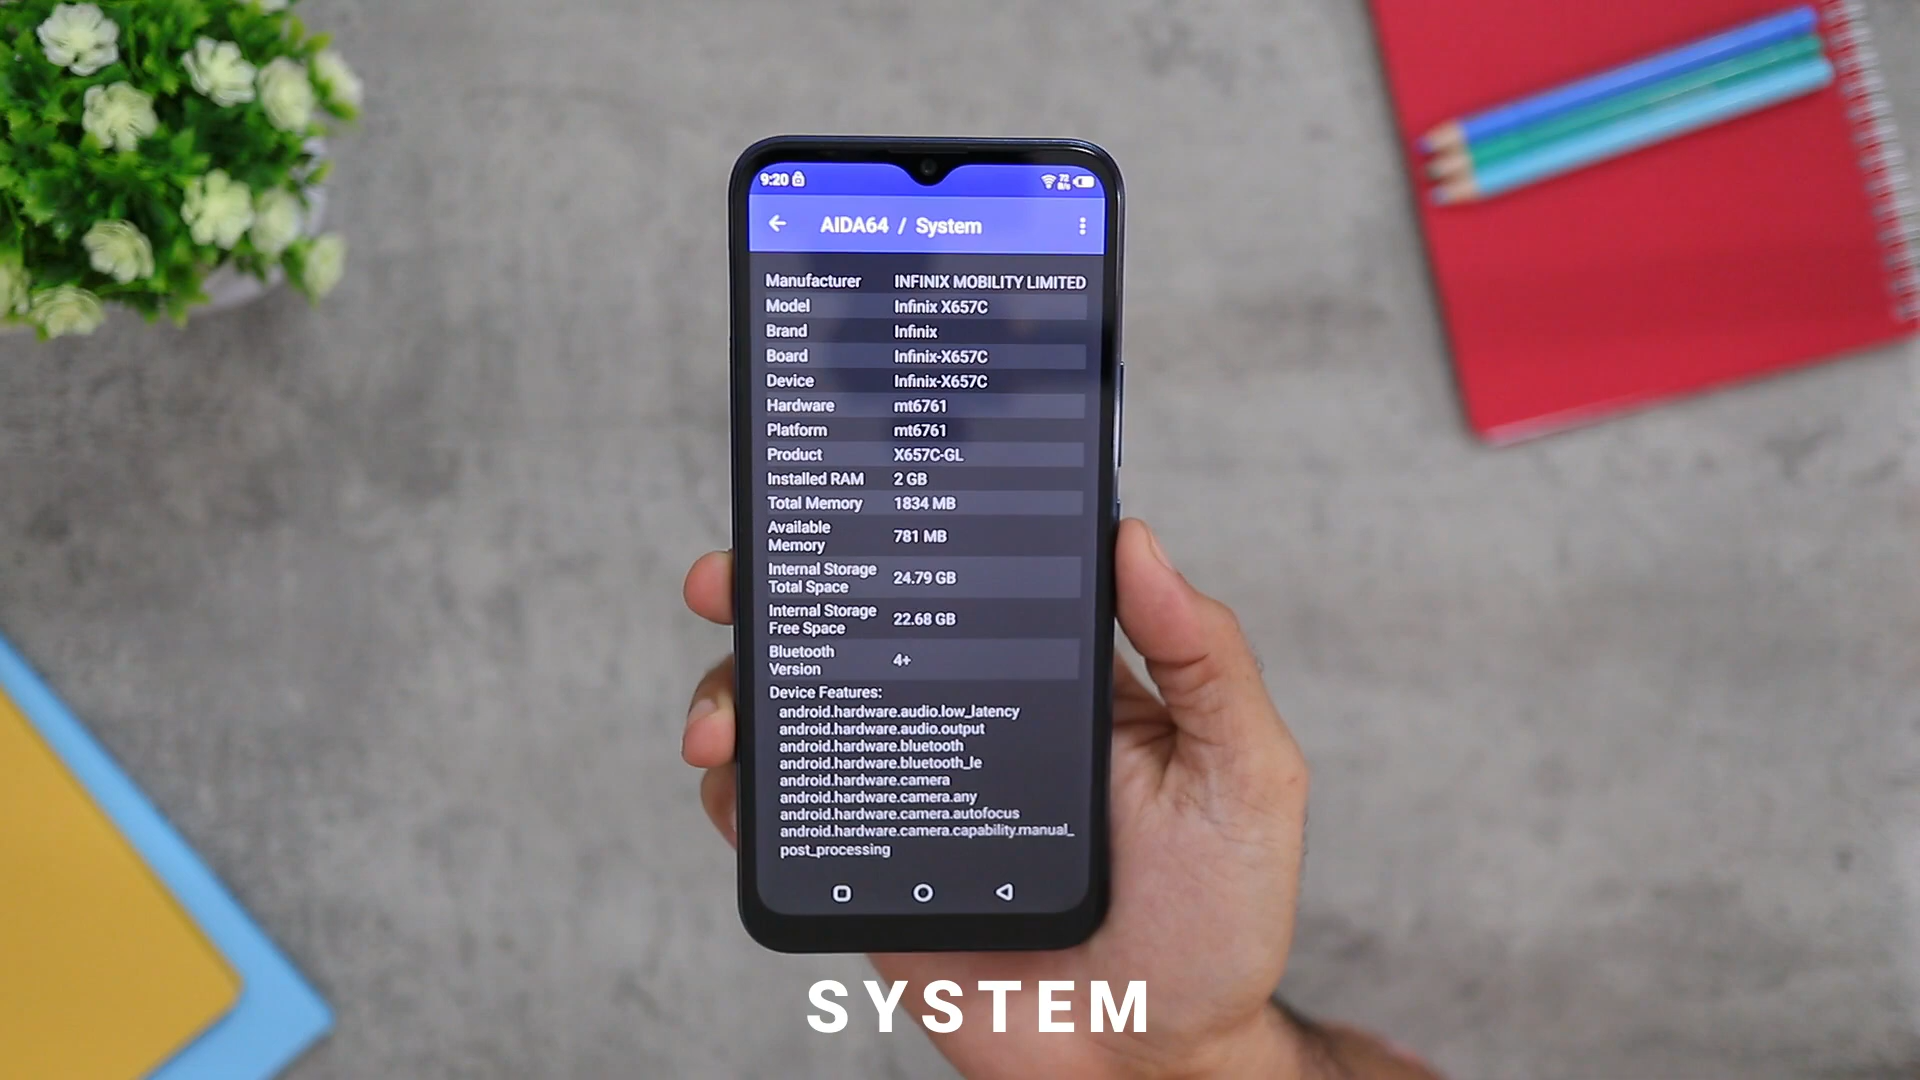 9:20
72
B/s
AIDA64 / System
Manufacturer INFINIX MOBILITY LIMITED
Model Infinix X657C
Brand Infinix
Board Infinix-X657C
Device Infinix-X657C
Hardware mt6761
Platform mt6761
Product X657C-GL
Installed RAM 2 GB
Total Memory 1834 MB
Available
Memory 781 MB
Internal Storage
Total Space 24.79 GB
Internal Storage
Free Space 22.68 GB
Bluetooth
Version 4+
Device Features:
android.hardware.audio.low_latency
android.hardware.audio.output
android.hardware.bluetooth
android.hardware.bluetooth_le
android.hardware.camera
android.hardware.camera.any
android.hardware.camera.autofocus
android.hardware.camera.capability.manual_
post_processing
SYSTEM